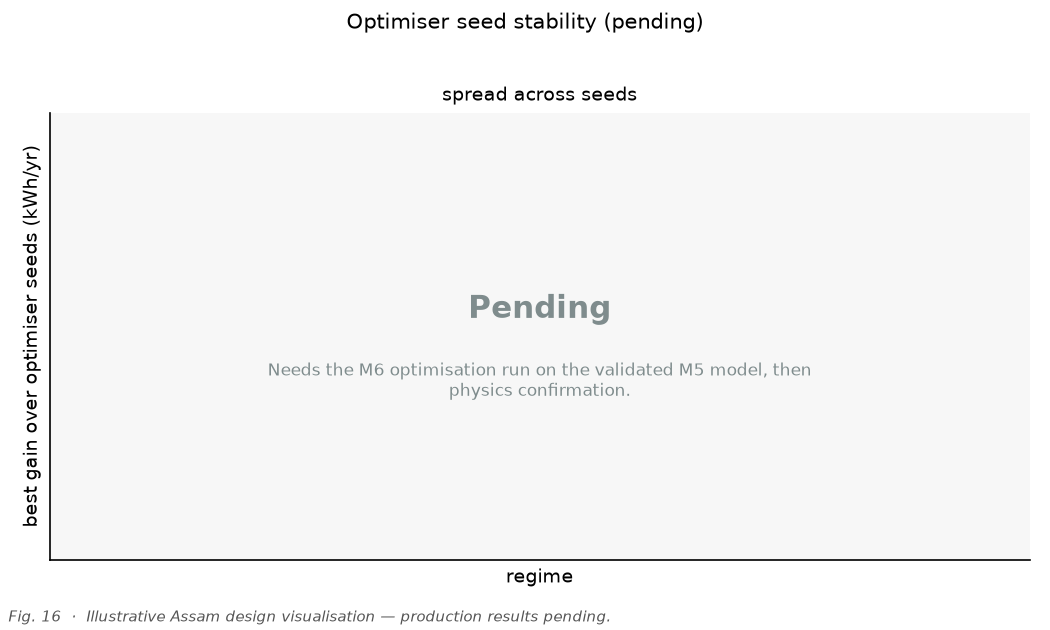 Optimiser seed stability (pending)
spread across seeds
best gain over optimiser seeds (kWh/yr)
Pending
Needs the M6 optimisation run on the validated M5 model, then
physics confirmation.
regime
Fig. 16 · Illustrative Assam design visualisation — production results pending.